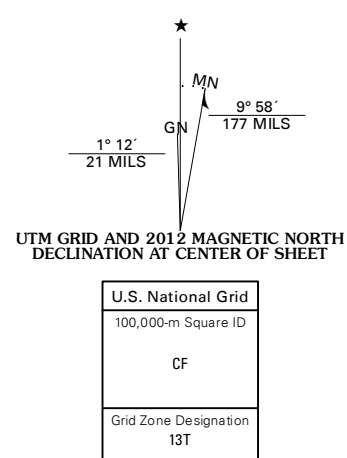 ★
MN
GN
9° 58´
177 MILS
1° 12´
21 MILS
UTM GRID AND 2012 MAGNETIC NORTH
DECLINATION AT CENTER OF SHEET
U.S. National Grid
100,000-m Square ID
CF
Grid Zone Designation
13T